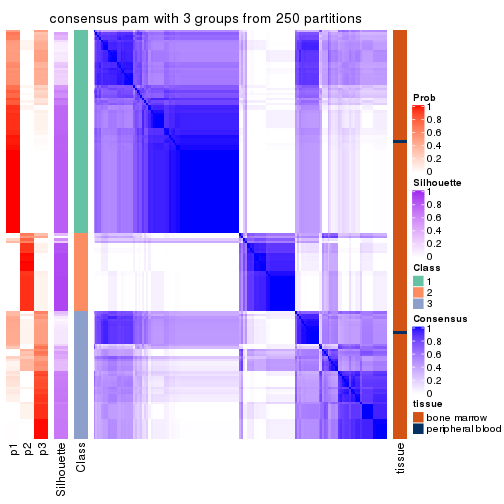 consensus pam with 3 groups from 250 partitions
Prob
1
0.8
0.6
0.4
0.2
0
Silhouette
1
0.8
0.6
0.4
0.2
0
Class
1
2
3
Consensus
1
0.8
0.6
0.4
0.2
0
tissue
bone marrow
peripheral blood
p1
p2
p3
Silhouette
Class
tissue